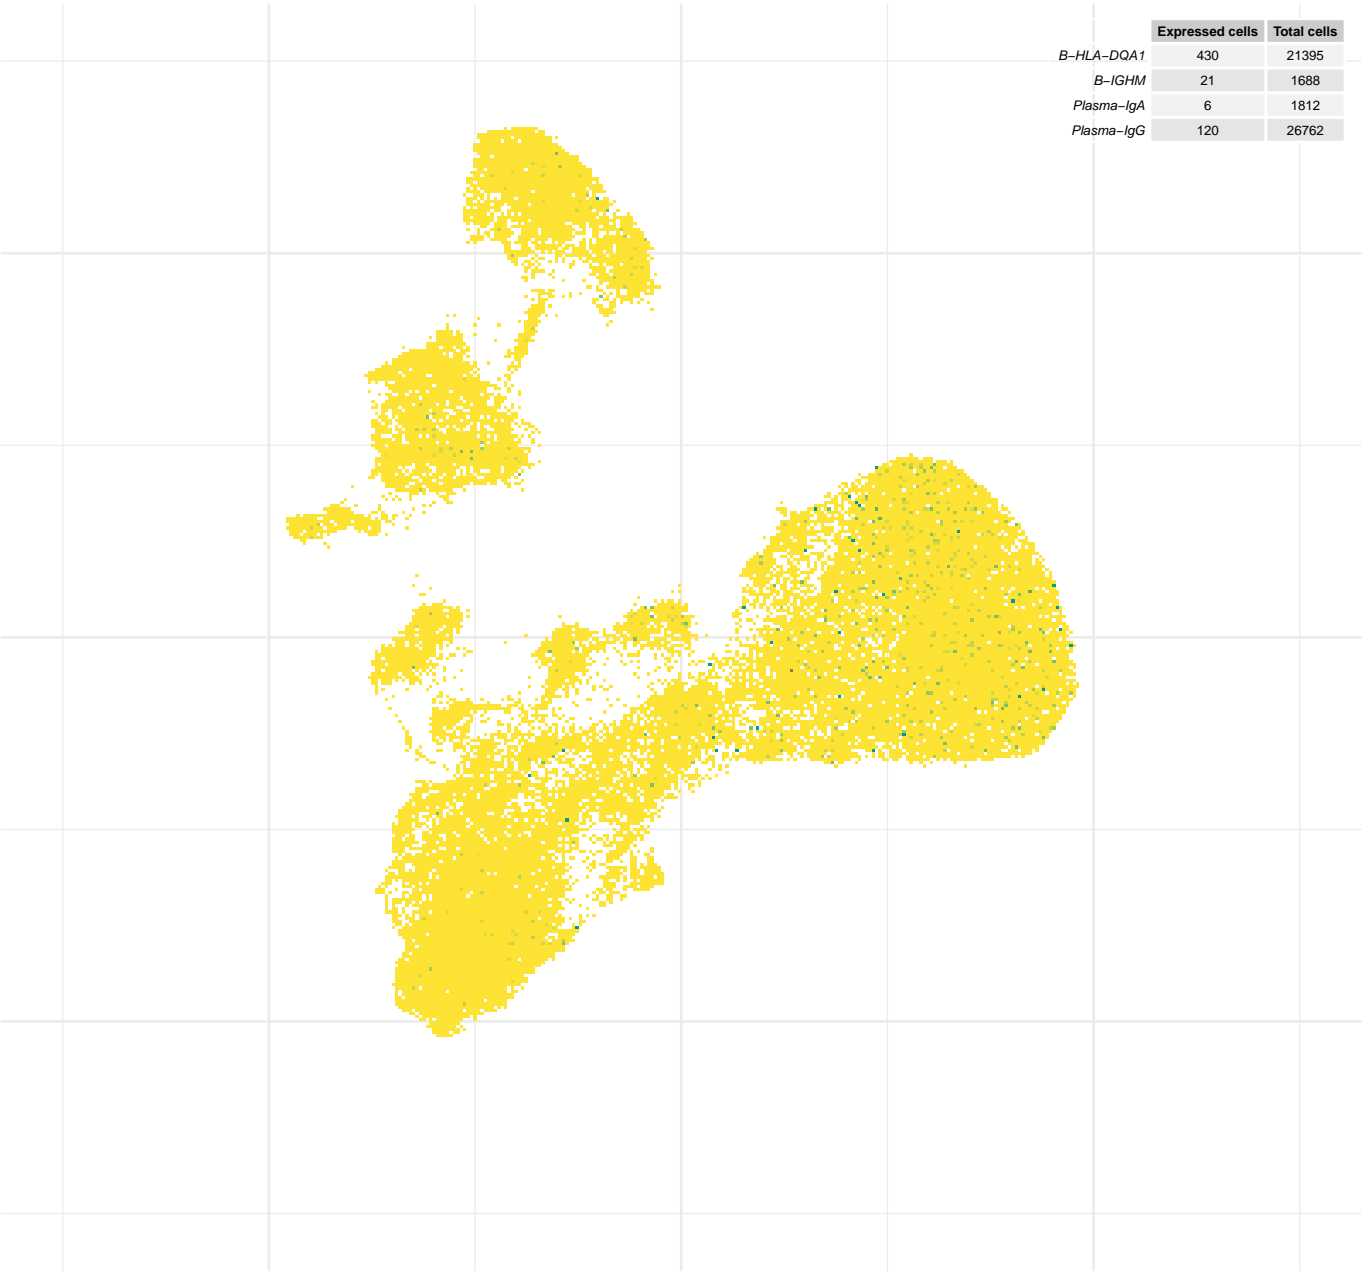 Expressed cells Total cells
B−HLA−DQA1 430 21395
B−IGHM 21 1688
Plasma−IgA 6 1812
Plasma−IgG 120 26762